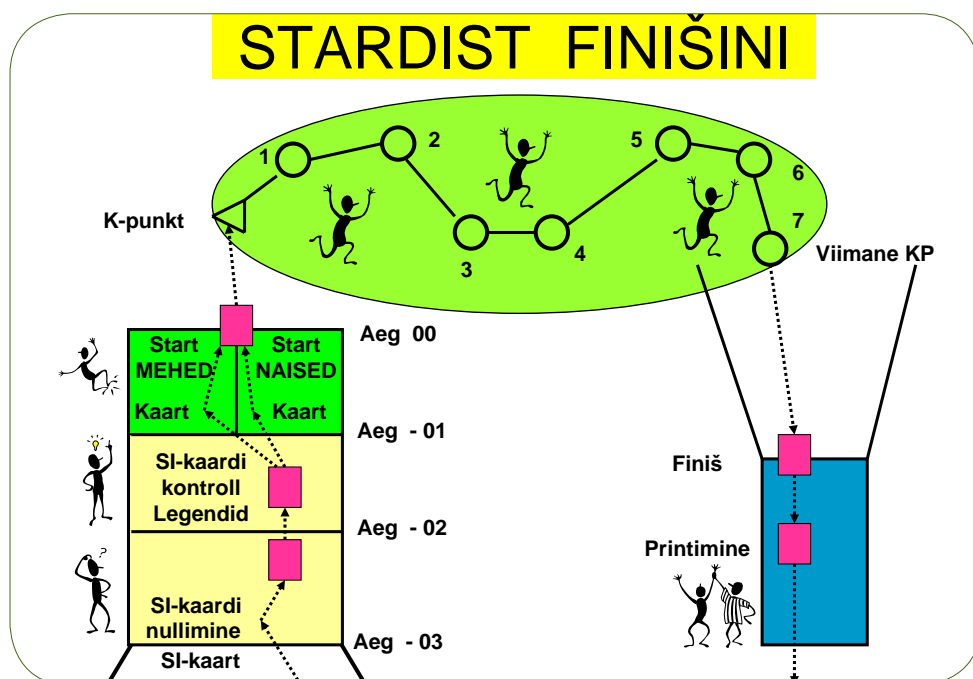 STARDIST FINIŠINI
1
2
3
4
5
6
7
K-punkt
Viimane KP
Aeg 00
Start
MEHED
Start
NAISED
Kaart
Kaart
Aeg - 01
SI-kaardi
kontroll
Legendid
Aeg - 02
SI-kaardi
nullimine
Aeg - 03
SI-kaart
Finiš
Printimine
?